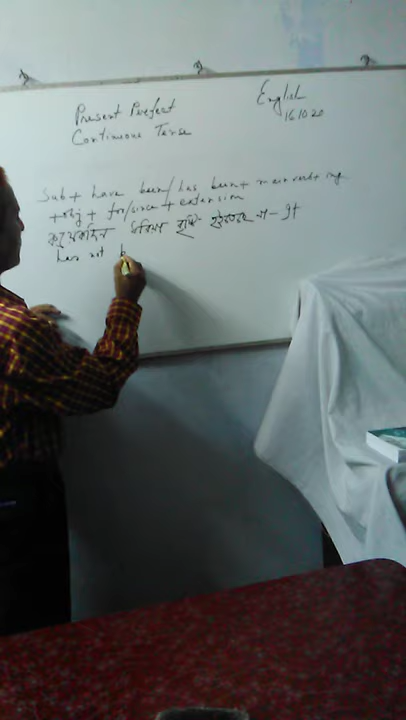 Present Perfect
Continuous Tense
English
16.10.20
Sub + have been/has been + main verb + ing
+ obj + for/since + extension
বৃষ্টি না - It
has not b